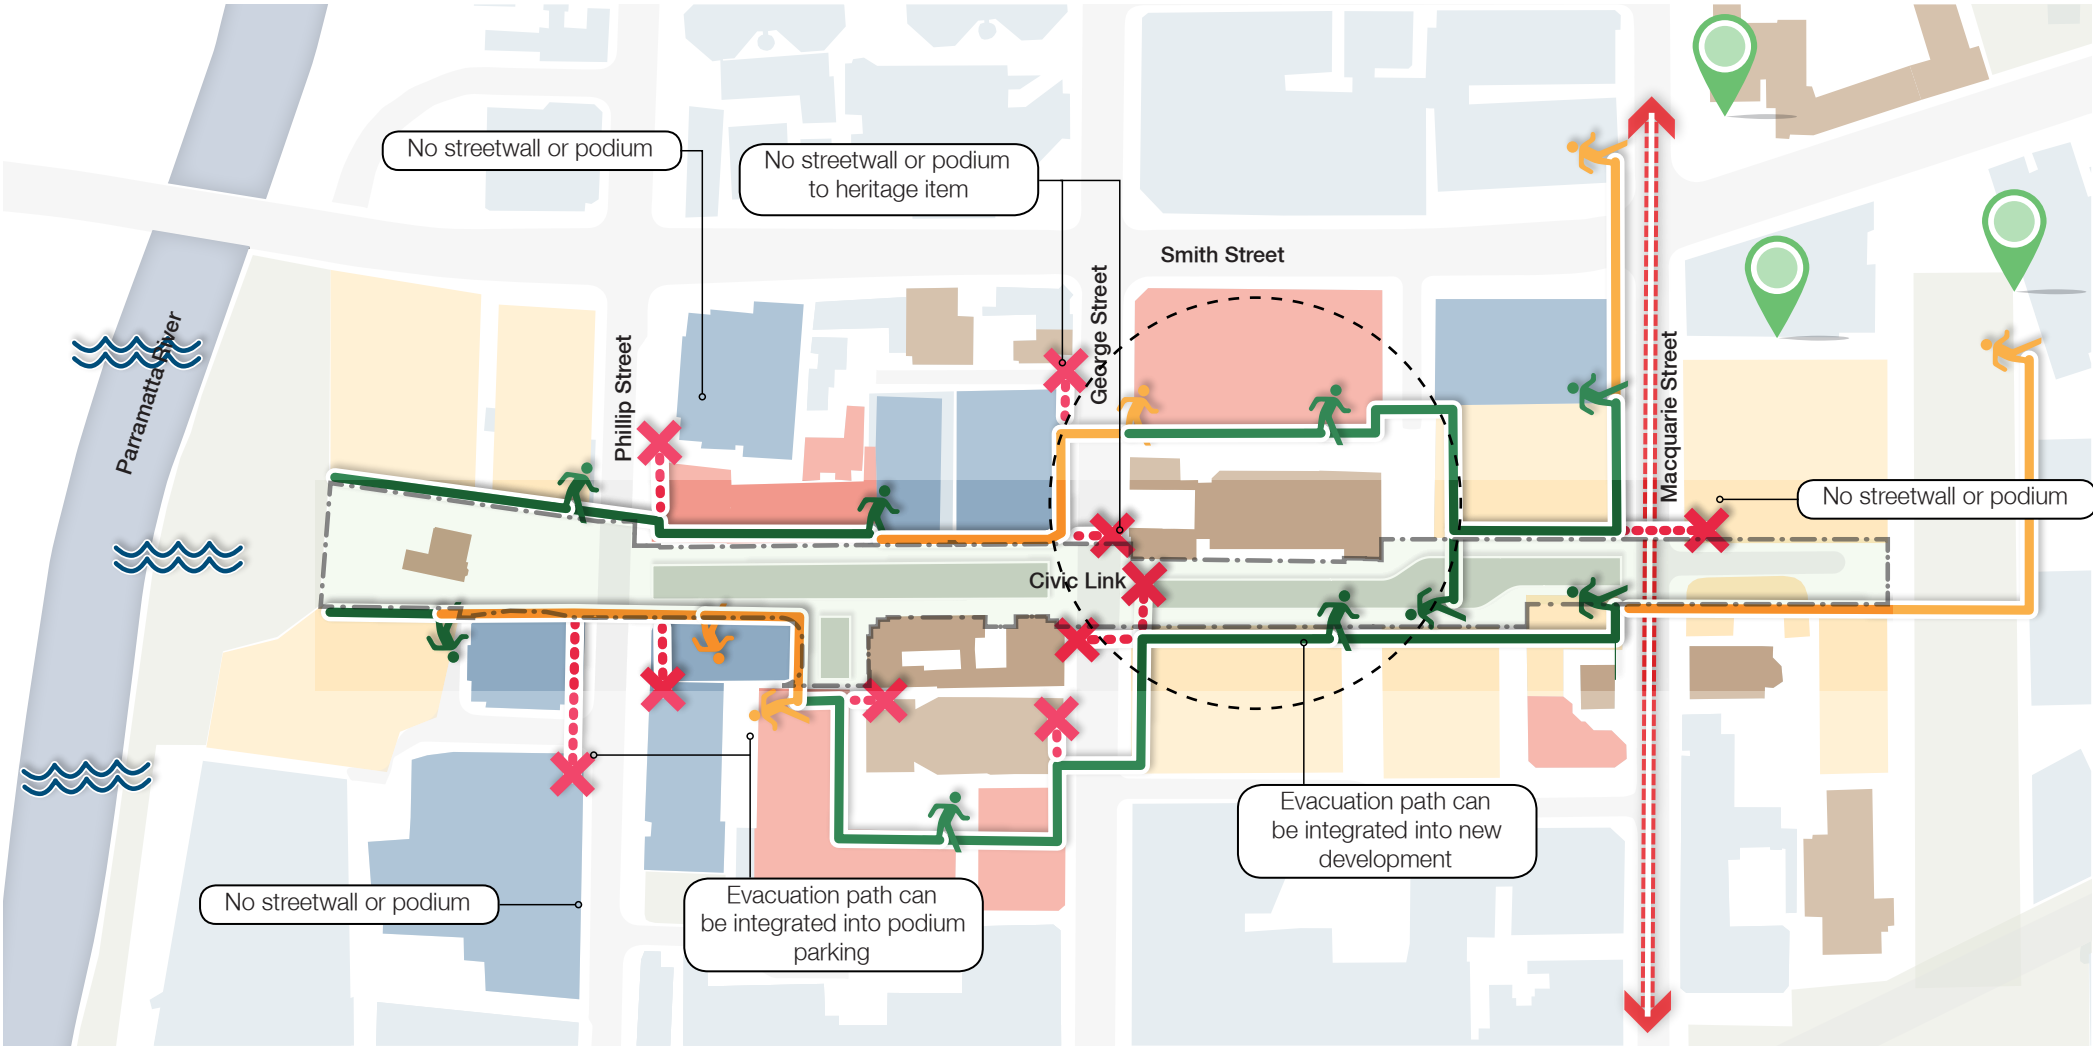 No streetwall or podium
No streetwall or podium
to heritage item
Smith Street
George Street
Phillip Street
Macquarie Street
Parramatta River
No streetwall or podium
Civic Link
Evacuation path can
be integrated into new
development
Evacuation path can
be integrated into podium
parking
No streetwall or podium